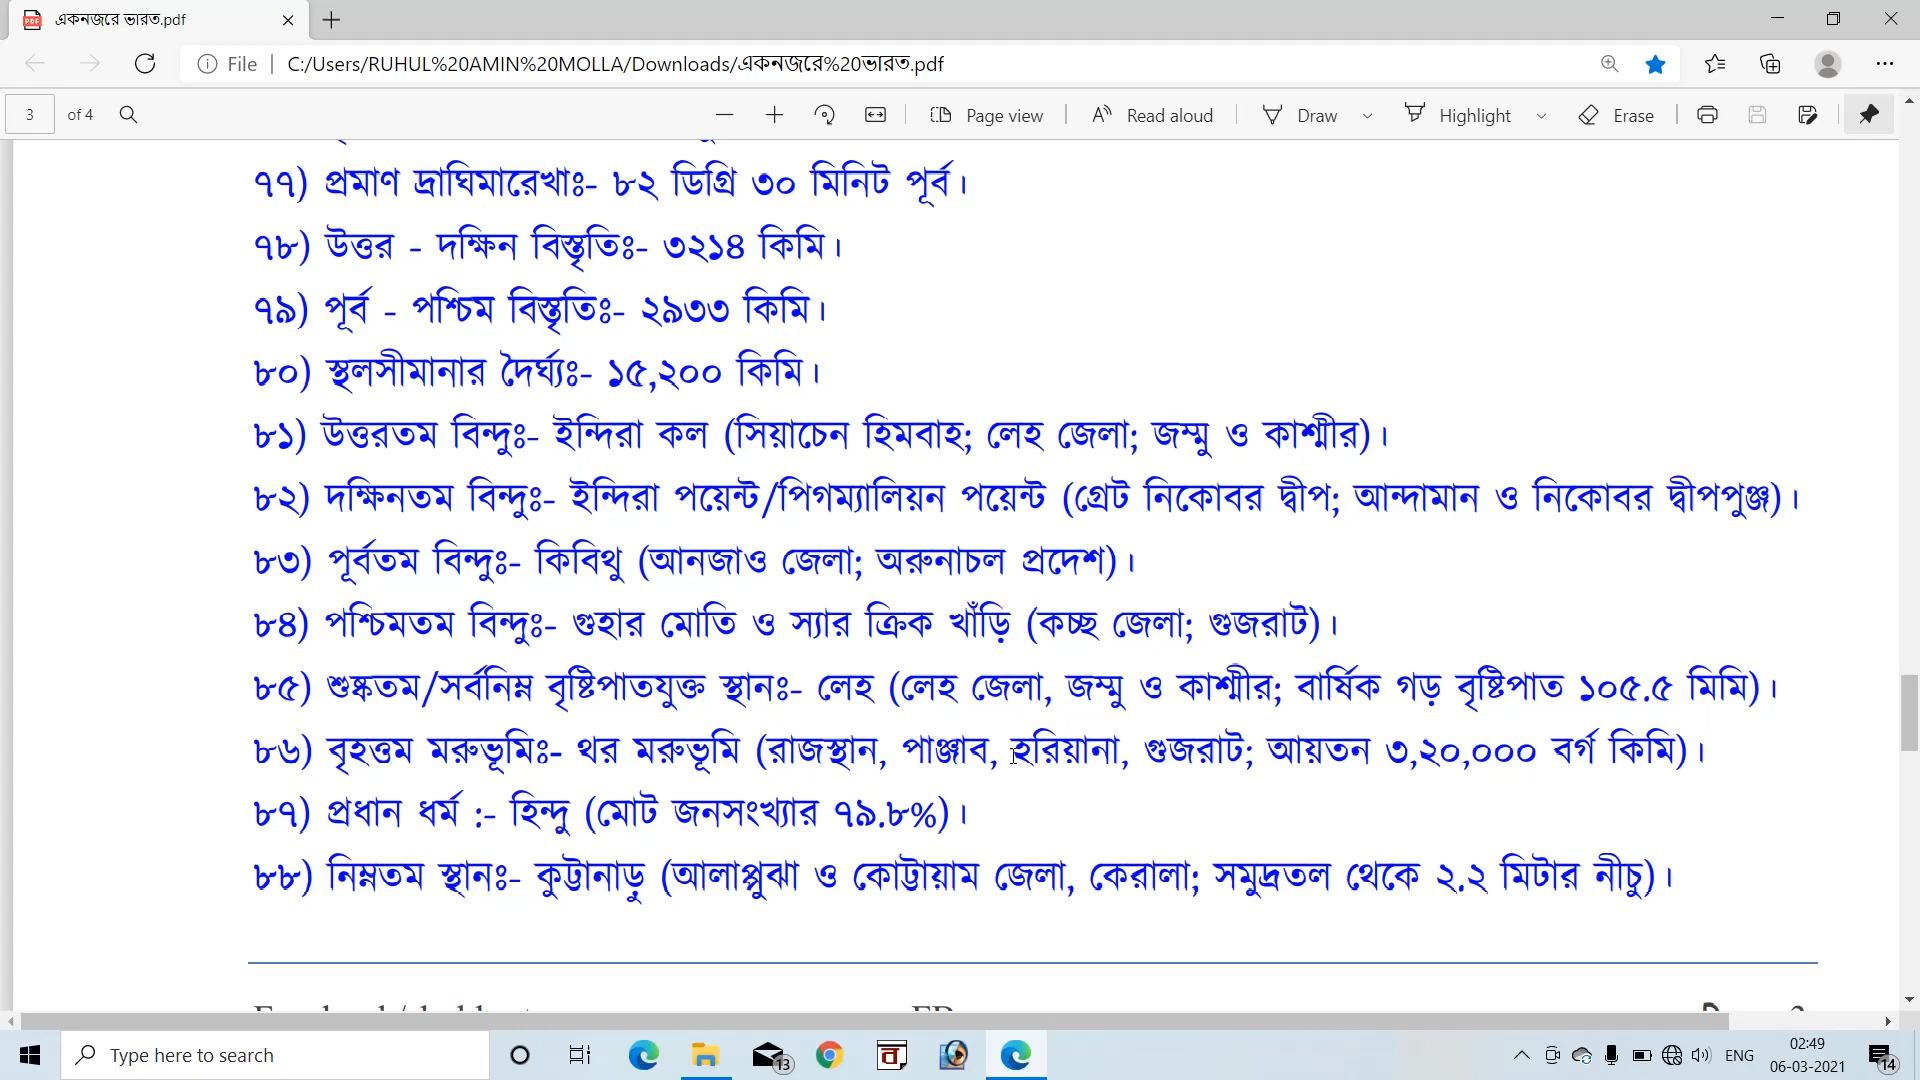 একনজরে ভারত.pdf
File
C:/Users/RUHUL%20AMIN%20MOLLA/Downloads/একনজরে%20ভারত.pdf
3 of 4 Page view Read aloud Draw Highlight Erase
৭৭) প্রমাণ দ্রাঘিমারেখাঃ- ৮২ ডিগ্রি ৩০ মিনিট পূর্ব।
৭৮) উত্তর - দক্ষিন বিস্তৃতিঃ- ৩২১৪ কিমি।
৭৯) পূর্ব - পশ্চিম বিস্তৃতিঃ- ২৯৩৩ কিমি।
৮০) স্থলসীমানার দৈর্ঘ্যঃ- ১৫,২০০ কিমি।
৮১) উত্তরতম বিন্দুঃ- ইন্দিরা কল (সিয়াচেন হিমবাহ; লেহ জেলা; জম্মু ও কাশ্মীর)।
৮২) দক্ষিনতম বিন্দুঃ- ইন্দিরা পয়েন্ট/পিগম্যালিয়ন পয়েন্ট (গ্রেট নিকোবর দ্বীপ; আন্দামান ও নিকোবর দ্বীপপুঞ্জ)।
৮৩) পূর্বতম বিন্দুঃ- কিবিথু (আনজাও জেলা; অরুনাচল প্রদেশ)।
৮৪) পশ্চিমতম বিন্দুঃ- গুহার মোতি ও স্যার ক্রিক খাঁড়ি (কচ্ছ জেলা; গুজরাট)।
৮৫) শুষ্কতম/সর্বনিম্ন বৃষ্টিপাতযুক্ত স্থানঃ- লেহ (লেহ জেলা, জম্মু ও কাশ্মীর; বার্ষিক গড় বৃষ্টিপাত ১০৫.৫ মিমি)।
৮৬) বৃহত্তম মরুভূমিঃ- থর মরুভূমি (রাজস্থান, পাঞ্জাব, হরিয়ানা, গুজরাট; আয়তন ৩,২০,০০০ বর্গ কিমি)।
৮৭) প্রধান ধর্ম :- হিন্দু (মোট জনসংখ্যার ৭৯.৮%)।
৮৮) নিম্নতম স্থানঃ- কুট্টানাড়ু (আলাপ্পুঝা ও কোট্টায়াম জেলা, কেরালা; সমুদ্রতল থেকে ২.২ মিটার নীচু)।
Type here to search
13
ENG
02:49
06-03-2021
14